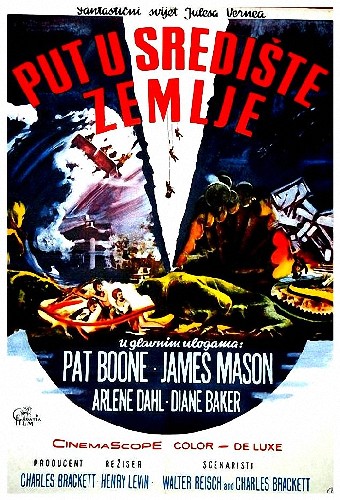 Fantastični svijet Julesa Vernea
PUT U SREDIŠTE
ZEMLJE
u glavnim ulogama:
PAT BOONE · JAMES MASON
ARLENE DAHL · DIANE BAKER
CINEMASCOPE COLOR – DE LUXE
PRODUCENT REŽISER SCENARISTI
CHARLES BRACKETT HENRY LEVIN WALTER REISCH and CHARLES BRACKETT